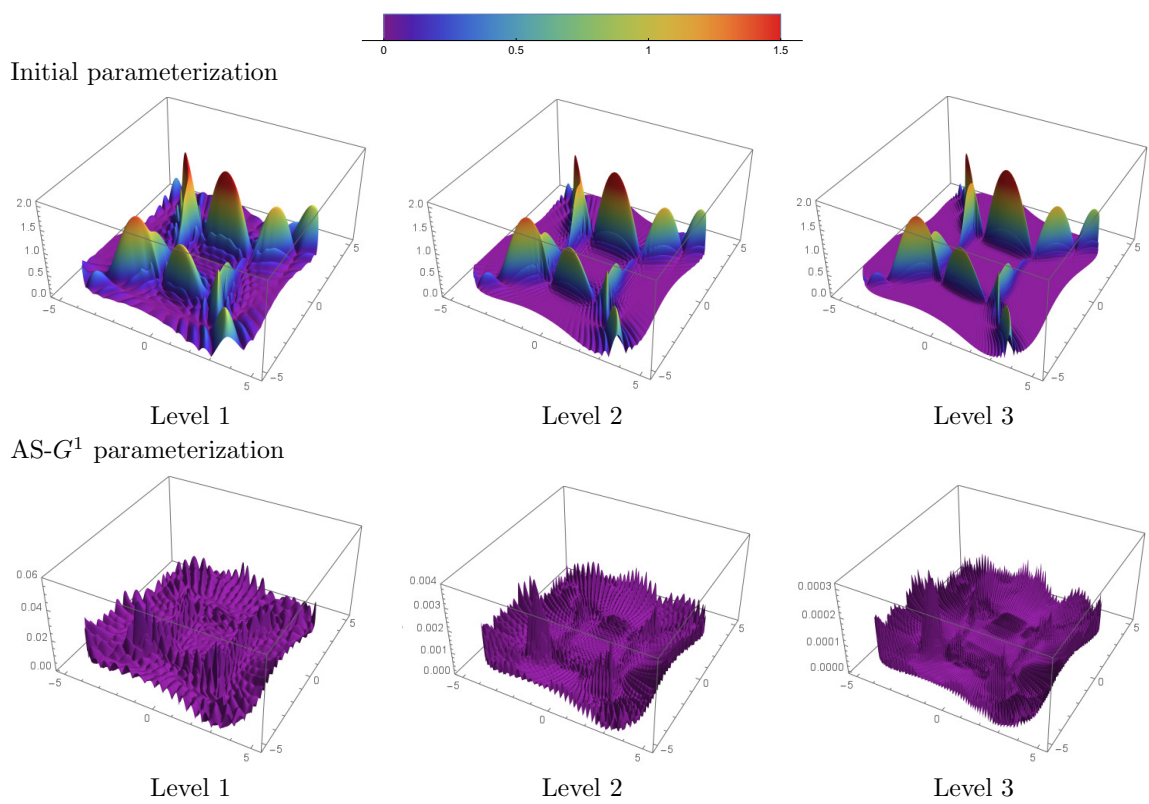 0 0.5 1 1.5
Initial parameterization
2.0 2.0 2.0
1.5 1.5 1.5
1.0 1.0 1.0
0.5 0.5 0.5
0.0 0.0 0.0
-5 -5 -5
0 0 0
5 5 5
-5 -5 -5
0 0 0
5 5 5
Level 1 Level 2 Level 3
AS-G¹ parameterization
0.06 0.004 0.0003
0.04 0.003 0.0002
0.02 0.002 0.0001
0.00 0.001 0.0000
0.000
-5 -5 -5
0 0 0
5 5 5
-5 -5 -5
0 0 0
5 5 5
Level 1 Level 2 Level 3